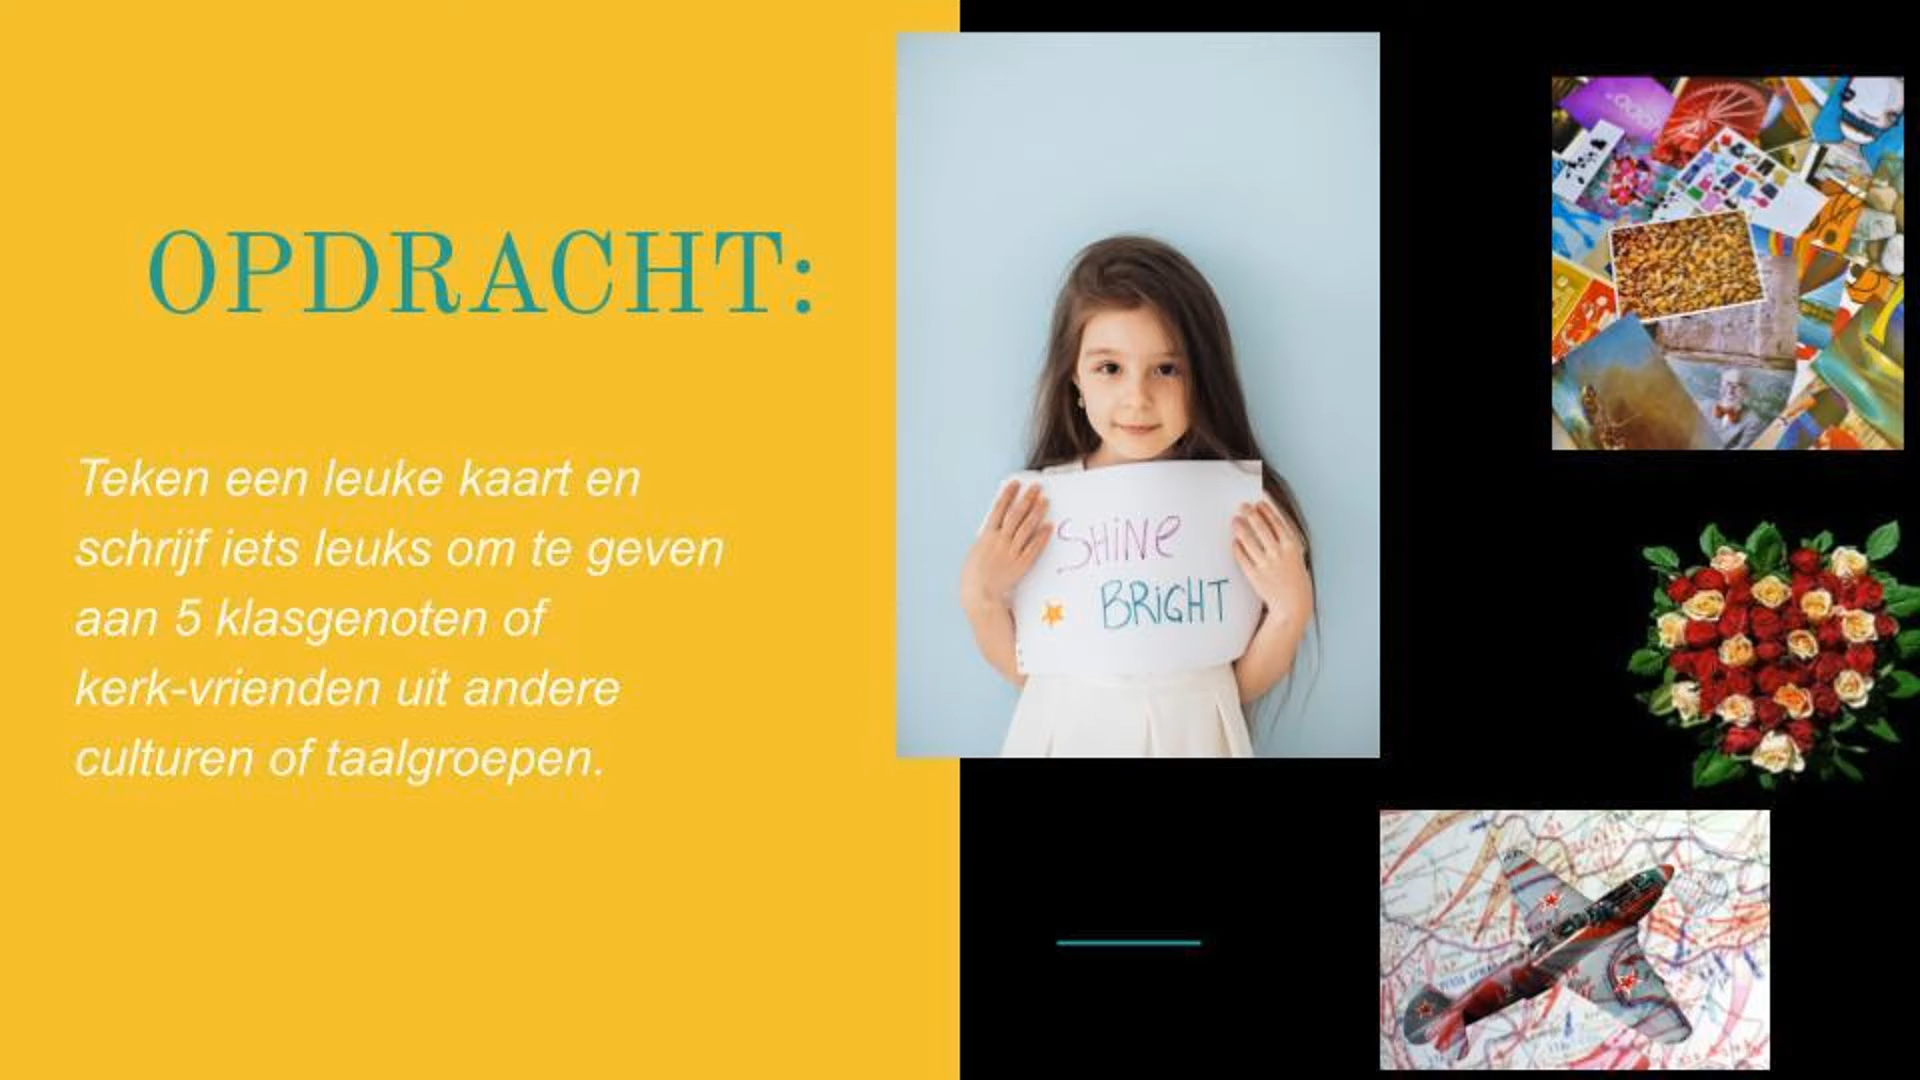 OPDRACHT:
Teken een leuke kaart en
schrijf iets leuks om te geven
aan 5 klasgenoten of
kerk-vrienden uit andere
culturen of taalgroepen.
SHiNe
BRiGHT